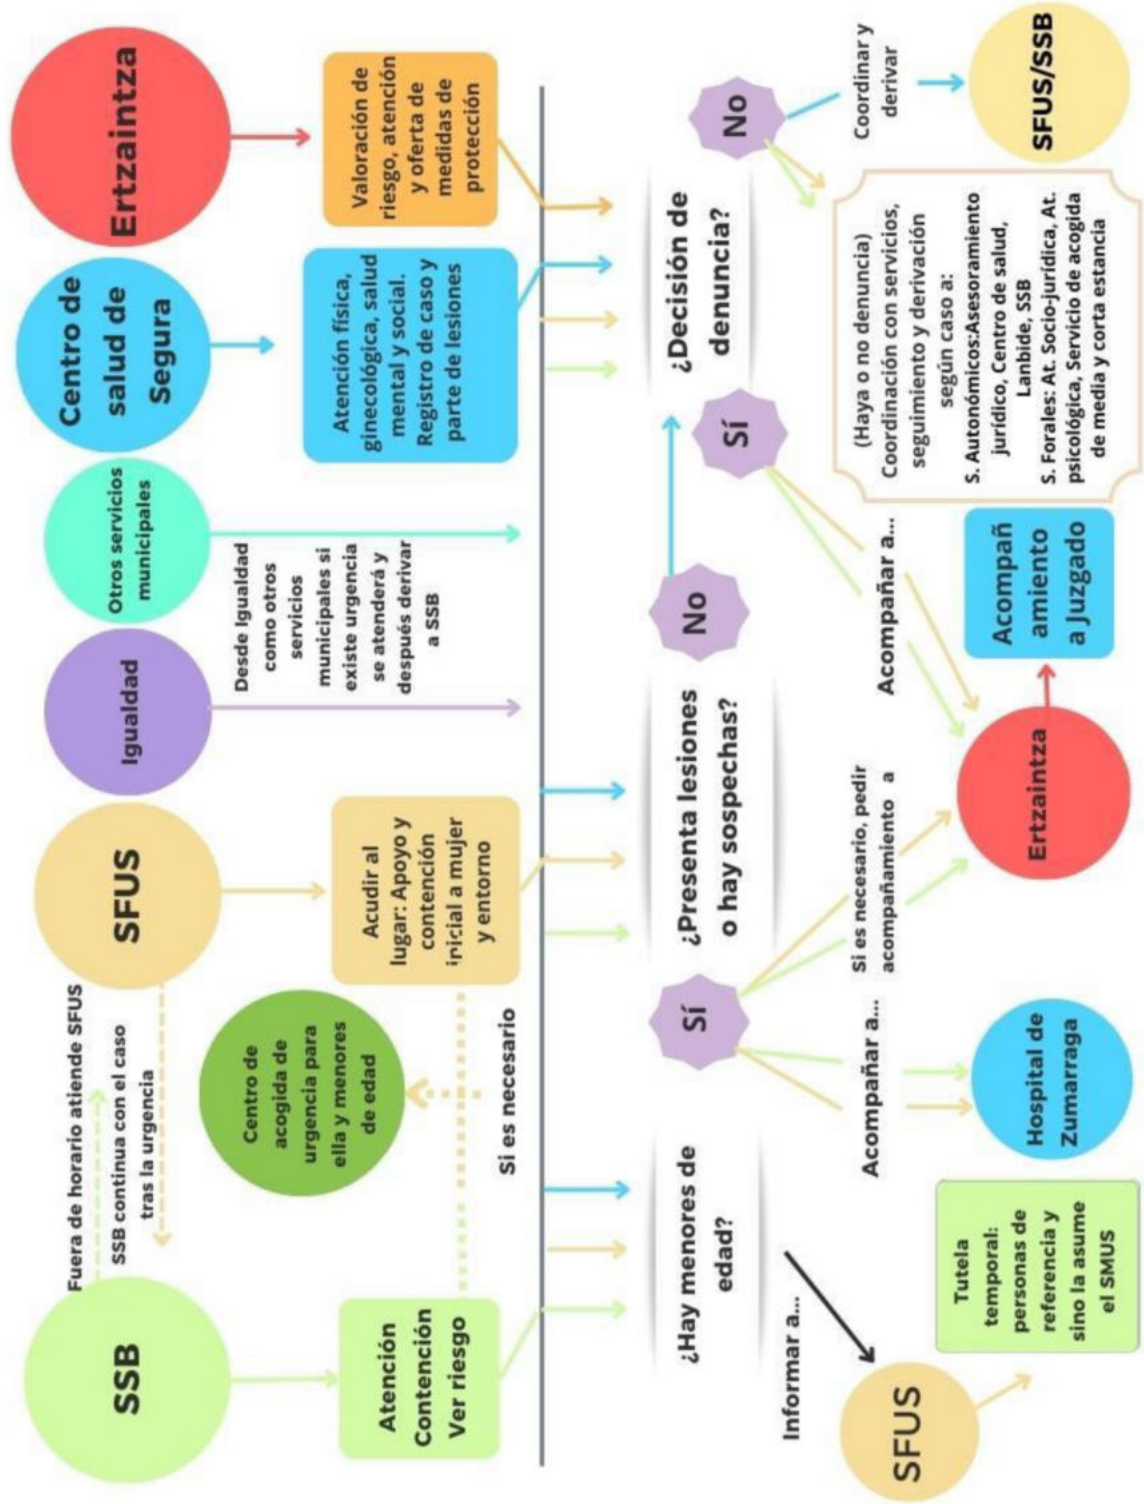 SSB
Fuera de horario atiende SFUS
SSB continua con el caso
tras la urgencia
SFUS
Igualdad
Otros servicios
municipales
Centro de
salud de
Segura
Ertzaintza
Atención
Contención
Ver riesgo
Centro de
acogida de
urgencia para
ella y menores
de edad
Si es necesario
Acudir al
lugar: Apoyo y
contención
inicial a mujer
y entorno
Desde Igualdad
como otros
servicios
municipales si
existe urgencia
se atenderá y
después derivar
a SSB
Atención física,
ginecológica, salud
mental y social.
Registro de caso y
parte de lesiones
Valoración de
riesgo, atención
y oferta de
medidas de
protección
¿Hay menores de
edad?
Sí
¿Presenta lesiones
o hay sospechas?
No
Sí
¿Decisión de
denuncia?
No
Informar a...
SFUS
Tutela
temporal:
personas de
referencia y
sino la asume
el SMUS
Acompañar a...
Hospital de
Zumarraga
Si es necesario, pedir
acompañamiento a
Ertzaintza
Acompañar a...
Acompañ
amiento
a Juzgado
(Haya o no denuncia)
Coordinación con servicios,
seguimiento y derivación
según caso a:
S. Autonómicos:Asesoramiento
jurídico, Centro de salud,
Lanbide, SSB
S. Forales: At. Socio-jurídica, At.
psicológica, Servicio de acogida
de media y corta estancia
Coordinar y
derivar
SFUS/SSB